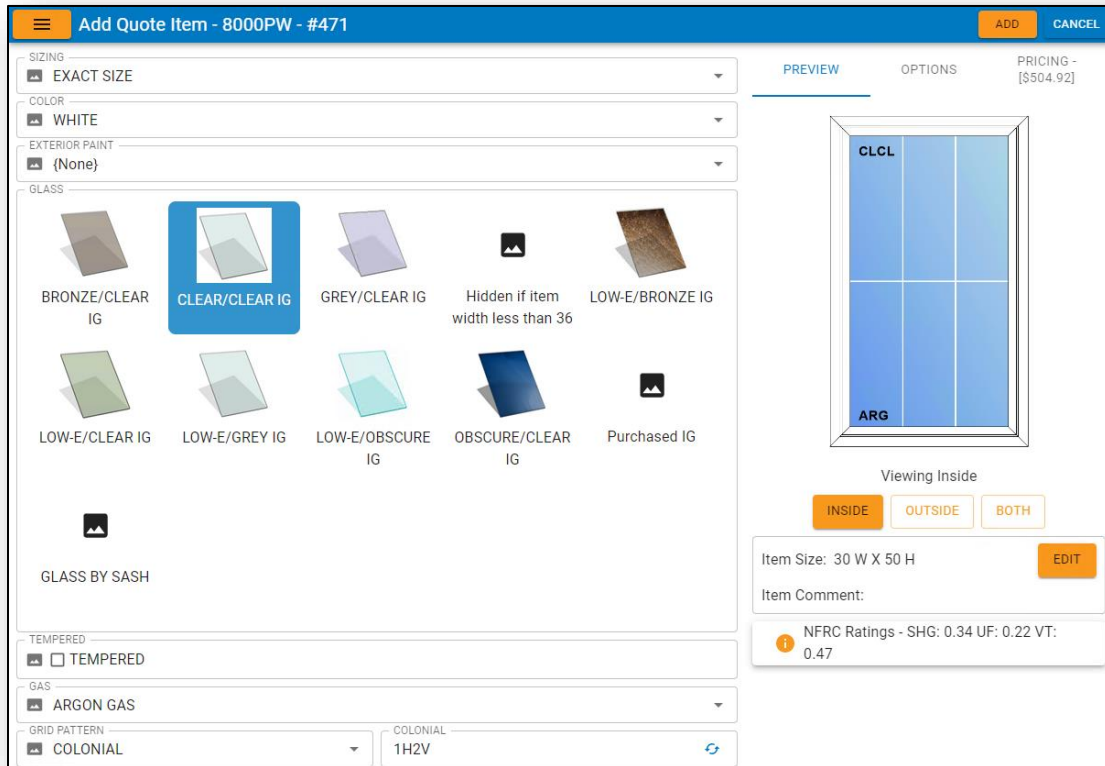 Add Quote Item - 8000PW - #471
ADD
CANCEL
SIZING
EXACT SIZE
COLOR
WHITE
EXTERIOR PAINT
{None}
GLASS
BRONZE/CLEAR
IG
CLEAR/CLEAR IG
GREY/CLEAR IG
Hidden if item
width less than 36
LOW-E/BRONZE IG
LOW-E/CLEAR IG
LOW-E/GREY IG
LOW-E/OBSCURE
IG
OBSCURE/CLEAR
IG
Purchased IG
GLASS BY SASH
TEMPERED
TEMPERED
GAS
ARGON GAS
GRID PATTERN
COLONIAL
COLONIAL
1H2V
PREVIEW
OPTIONS
PRICING -
[$504.92]
CLCL
ARG
Viewing Inside
INSIDE
OUTSIDE
BOTH
Item Size: 30 W X 50 H
EDIT
Item Comment:
NFRC Ratings - SHG: 0.34 UF: 0.22 VT:
0.47